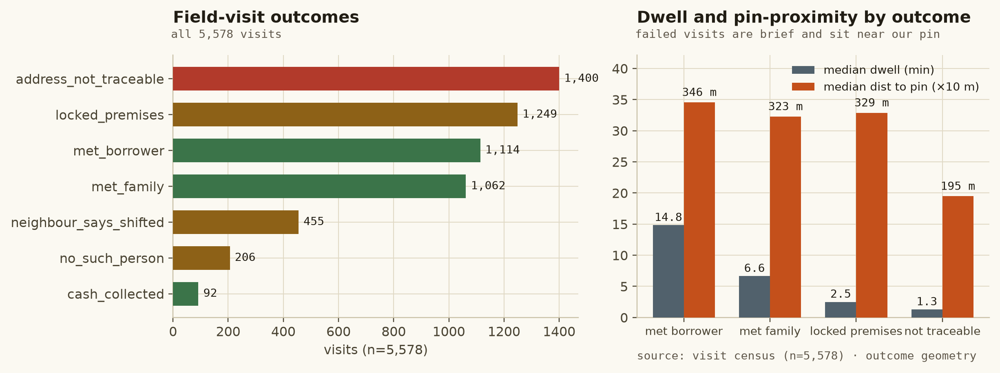 Field-visit outcomes
all 5,578 visits
address_not_traceable
1,400
locked_premises
1,249
met_borrower
1,114
met_family
1,062
neighbour_says_shifted
455
no_such_person
206
cash_collected
92
0 200 400 600 800 1000 1200 1400
visits (n=5,578)
Dwell and pin-proximity by outcome
failed visits are brief and sit near our pin
median dwell (min)
median dist to pin (×10 m)
40
35
30
25
20
15
10
5
0
14.8
346 m
6.6
323 m
2.5
329 m
1.3
195 m
met borrower met family locked premises not traceable
source: visit census (n=5,578) · outcome geometry